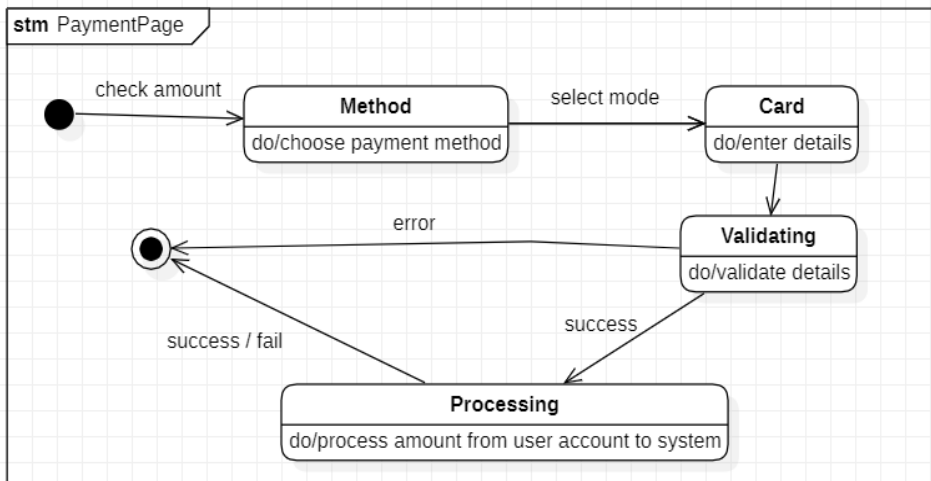 stm PaymentPage
check amount
Method
do/choose payment method
select mode
Card
do/enter details
error
Validating
do/validate details
success
success / fail
Processing
do/process amount from user account to system